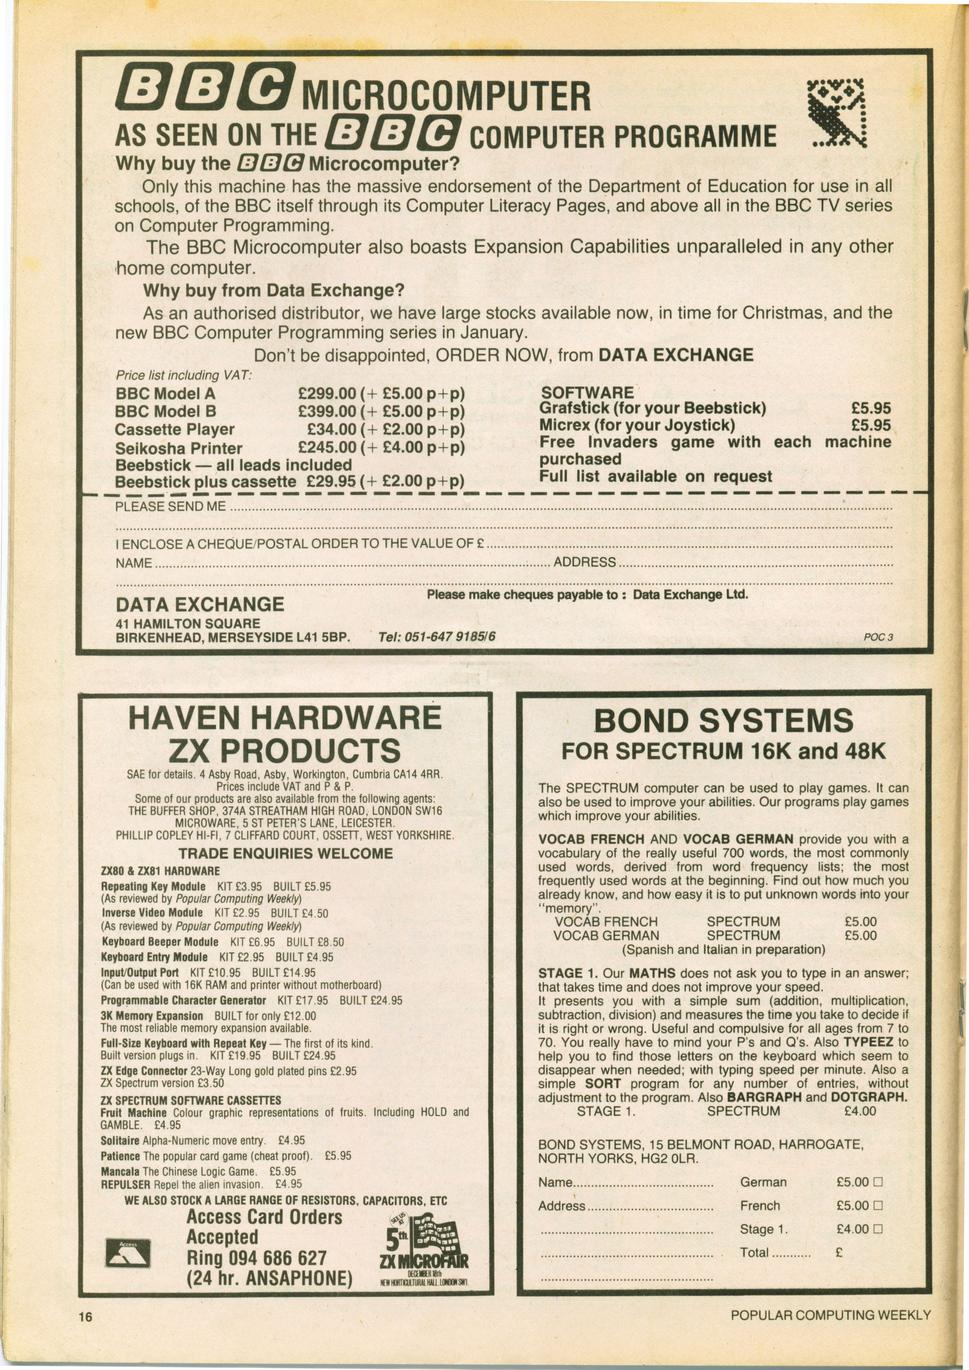 BBC MICROCOMPUTER
AS SEEN ON THE BBC COMPUTER PROGRAMME
Why buy the BBC Microcomputer?
Only this machine has the massive endorsement of the Department of Education for use in all
schools, of the BBC itself through its Computer Literacy Pages, and above all in the BBC TV series
on Computer Programming.
The BBC Microcomputer also boasts Expansion Capabilities unparalleled in any other
home computer.
Why buy from Data Exchange?
As an authorised distributor, we have large stocks available now, in time for Christmas, and the
new BBC Computer Programming series in January.
Don't be disappointed, ORDER NOW, from DATA EXCHANGE
Price list including VAT:
BBC Model A £299.00 (+ £5.00 p+p)
BBC Model B £399.00 (+ £5.00 p+p)
Cassette Player £34.00 (+ £2.00 p+p)
Seikosha Printer £245.00 (+ £4.00 p+p)
Beebstick — all leads included
Beebstick plus cassette £29.95 (+ £2.00 p+p)
SOFTWARE
Grafstick (for your Beebstick) £5.95
Micrex (for your Joystick) £5.95
Free Invaders game with each machine
purchased
Full list available on request
PLEASE SEND ME
I ENCLOSE A CHEQUE/POSTAL ORDER TO THE VALUE OF £
NAME ADDRESS
Please make cheques payable to : Data Exchange Ltd.
DATA EXCHANGE
41 HAMILTON SQUARE
BIRKENHEAD, MERSEYSIDE L41 5BP. Tel: 051-647 9185/6
POC 3
HAVEN HARDWARE
ZX PRODUCTS
SAE for details. 4 Asby Road, Asby, Workington, Cumbria CA14 4RR.
Prices include VAT and P & P.
Some of our products are also available from the following agents:
THE BUFFER SHOP, 374A STREATHAM HIGH ROAD, LONDON SW16
MICROWARE, 5 ST PETER'S LANE, LEICESTER.
PHILLIP COPLEY HI-FI, 7 CLIFFARD COURT, OSSETT, WEST YORKSHIRE.
TRADE ENQUIRIES WELCOME
ZX80 & ZX81 HARDWARE
Repeating Key Module KIT £3.95 BUILT £5.95
(As reviewed by Popular Computing Weekly)
Inverse Video Module KIT £2.95 BUILT £4.50
(As reviewed by Popular Computing Weekly)
Keyboard Beeper Module KIT £6.95 BUILT £8.50
Keyboard Entry Module KIT £2.95 BUILT £4.95
Input/Output Port KIT £10.95 BUILT £14.95
(Can be used with 16K RAM and printer without motherboard)
Programmable Character Generator KIT £17.95 BUILT £24.95
3K Memory Expansion BUILT for only £12.00
The most reliable memory expansion available.
Full-Size Keyboard with Repeat Key — The first of its kind.
Built version plugs in. KIT £19.95 BUILT £24.95
ZX Edge Connector 23-Way Long gold plated pins £2.95
ZX Spectrum version £3.50
ZX SPECTRUM SOFTWARE CASSETTES
Fruit Machine Colour graphic representations of fruits. Including HOLD and
GAMBLE. £4.95
Solitaire Alpha-Numeric move entry. £4.95
Patience The popular card game (cheat proof). £5.95
Mancala The Chinese Logic Game. £5.95
REPULSER Repel the alien invasion. £4.95
WE ALSO STOCK A LARGE RANGE OF RESISTORS, CAPACITORS, ETC
Access
Access Card Orders
Accepted
Ring 094 686 627
(24 hr. ANSAPHONE)
SEE US AT
5th
ZX MICROFAIR
DECEMBER 18th
NEW HORTICULTURAL HALL, LONDON SW1.
BOND SYSTEMS
FOR SPECTRUM 16K and 48K
The SPECTRUM computer can be used to play games. It can
also be used to improve your abilities. Our programs play games
which improve your abilities.
VOCAB FRENCH AND VOCAB GERMAN provide you with a
vocabulary of the really useful 700 words, the most commonly
used words, derived from word frequency lists; the most
frequently used words at the beginning. Find out how much you
already know, and how easy it is to put unknown words into your
"memory".
VOCAB FRENCH SPECTRUM £5.00
VOCAB GERMAN SPECTRUM £5.00
(Spanish and Italian in preparation)
STAGE 1. Our MATHS does not ask you to type in an answer;
that takes time and does not improve your speed.
It presents you with a simple sum (addition, multiplication,
subtraction, division) and measures the time you take to decide if
it is right or wrong. Useful and compulsive for all ages from 7 to
70. You really have to mind your P's and Q's. Also TYPEEZ to
help you to find those letters on the keyboard which seem to
disappear when needed; with typing speed per minute. Also a
simple SORT program for any number of entries, without
adjustment to the program. Also BARGRAPH and DOTGRAPH.
STAGE 1. SPECTRUM £4.00
BOND SYSTEMS, 15 BELMONT ROAD, HARROGATE,
NORTH YORKS, HG2 0LR.
Name German £5.00 □
Address French £5.00 □
Stage 1. £4.00 □
Total £
16
POPULAR COMPUTING WEEKLY